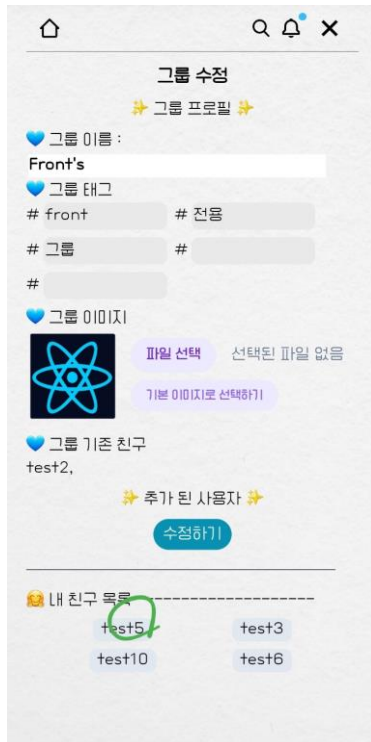 그룹 수정
✨ 그룹 프로필 ✨
💙 그룹 이름 :
Front's
💙 그룹 태그
# front # 전용
# 그룹 #
#
💙 그룹 이미지
파일 선택 선택된 파일 없음
기본 이미지로 선택하기
💙 그룹 기존 친구
test2,
✨ 추가 된 사용자 ✨
수정하기
🤗 내 친구 목록 --------------------
test5 test3
test10 test6